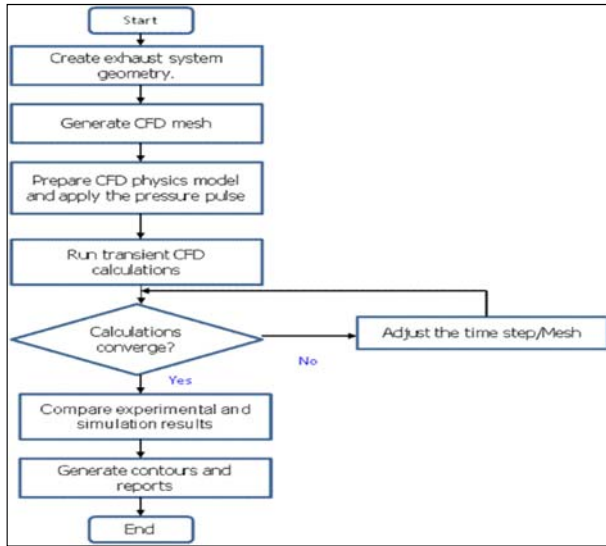 Start
Create exhaust system
geometry.
Generate CFD mesh
Prepare CFD physics model
and apply the pressure pulse
Run transient CFD
calculations
Calculations
converge?
Adjust the time step/Mesh
No
Yes
Compare experimental and
simulation results
Generate contours and
reports
End